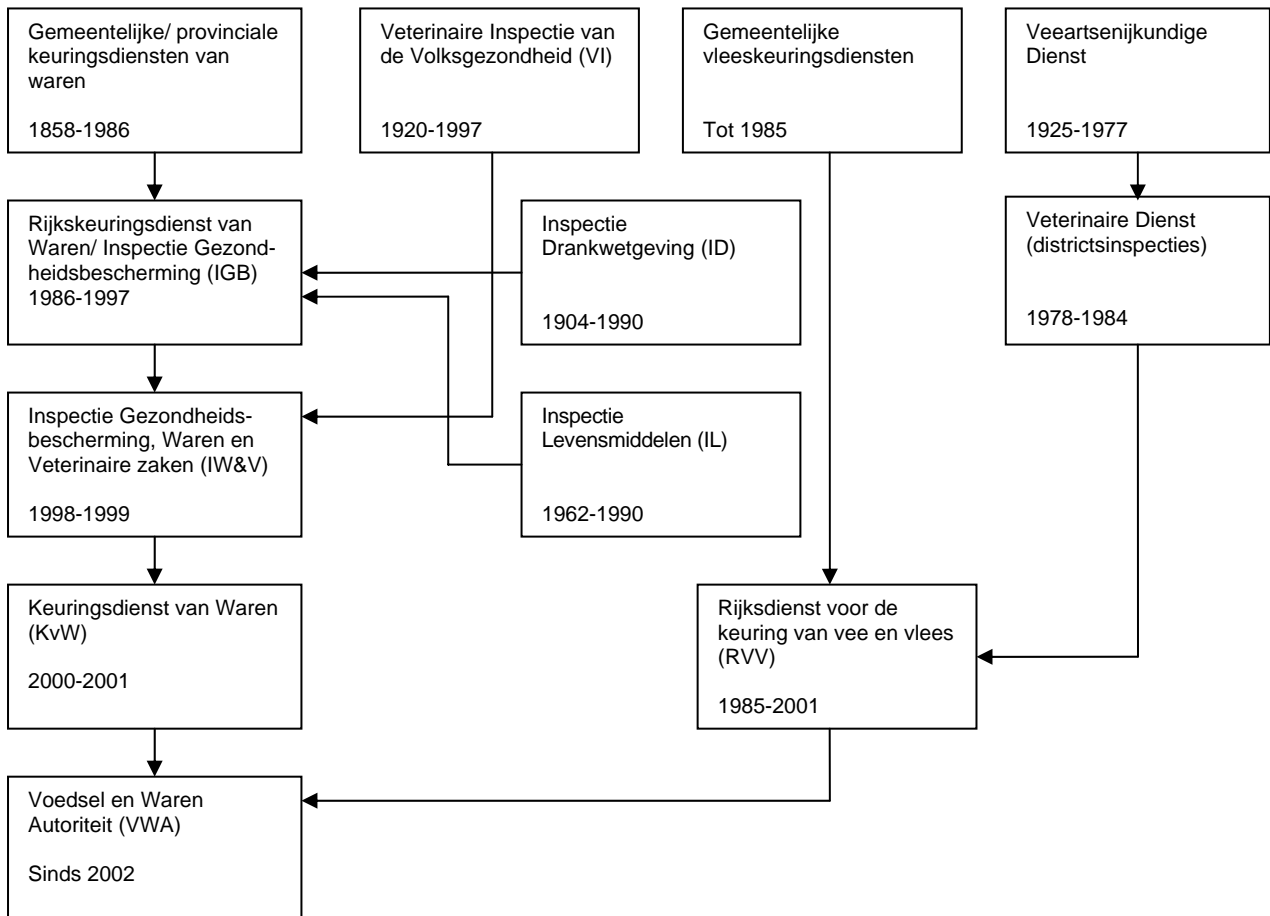 Gemeentelijke/ provinciale
keuringsdiensten van
waren
1858-1986
Veterinaire Inspectie van
de Volksgezondheid (VI)
1920-1997
Gemeentelijke
vleeskeuringsdiensten
Tot 1985
Veeartsenijkundige
Dienst
1925-1977
Rijkskeuringsdienst van
Waren/ Inspectie Gezond-
heidsbescherming (IGB)
1986-1997
Inspectie
Drankwetgeving (ID)
1904-1990
Veterinaire Dienst
(districtsinspecties)
1978-1984
Inspectie Gezondheids-
bescherming, Waren en
Veterinaire zaken (IW&V)
1998-1999
Inspectie
Levensmiddelen (IL)
1962-1990
Keuringsdienst van Waren
(KvW)
2000-2001
Rijksdienst voor de
keuring van vee en vlees
(RVV)
1985-2001
Voedsel en Waren
Autoriteit (VWA)
Sinds 2002